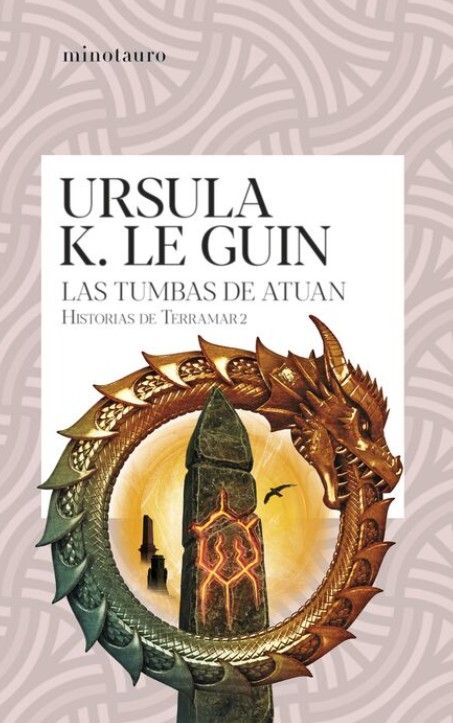 minotauro
URSULA
K. LE GUIN
LAS TUMBAS DE ATUAN
HISTORIAS DE TERRAMAR 2